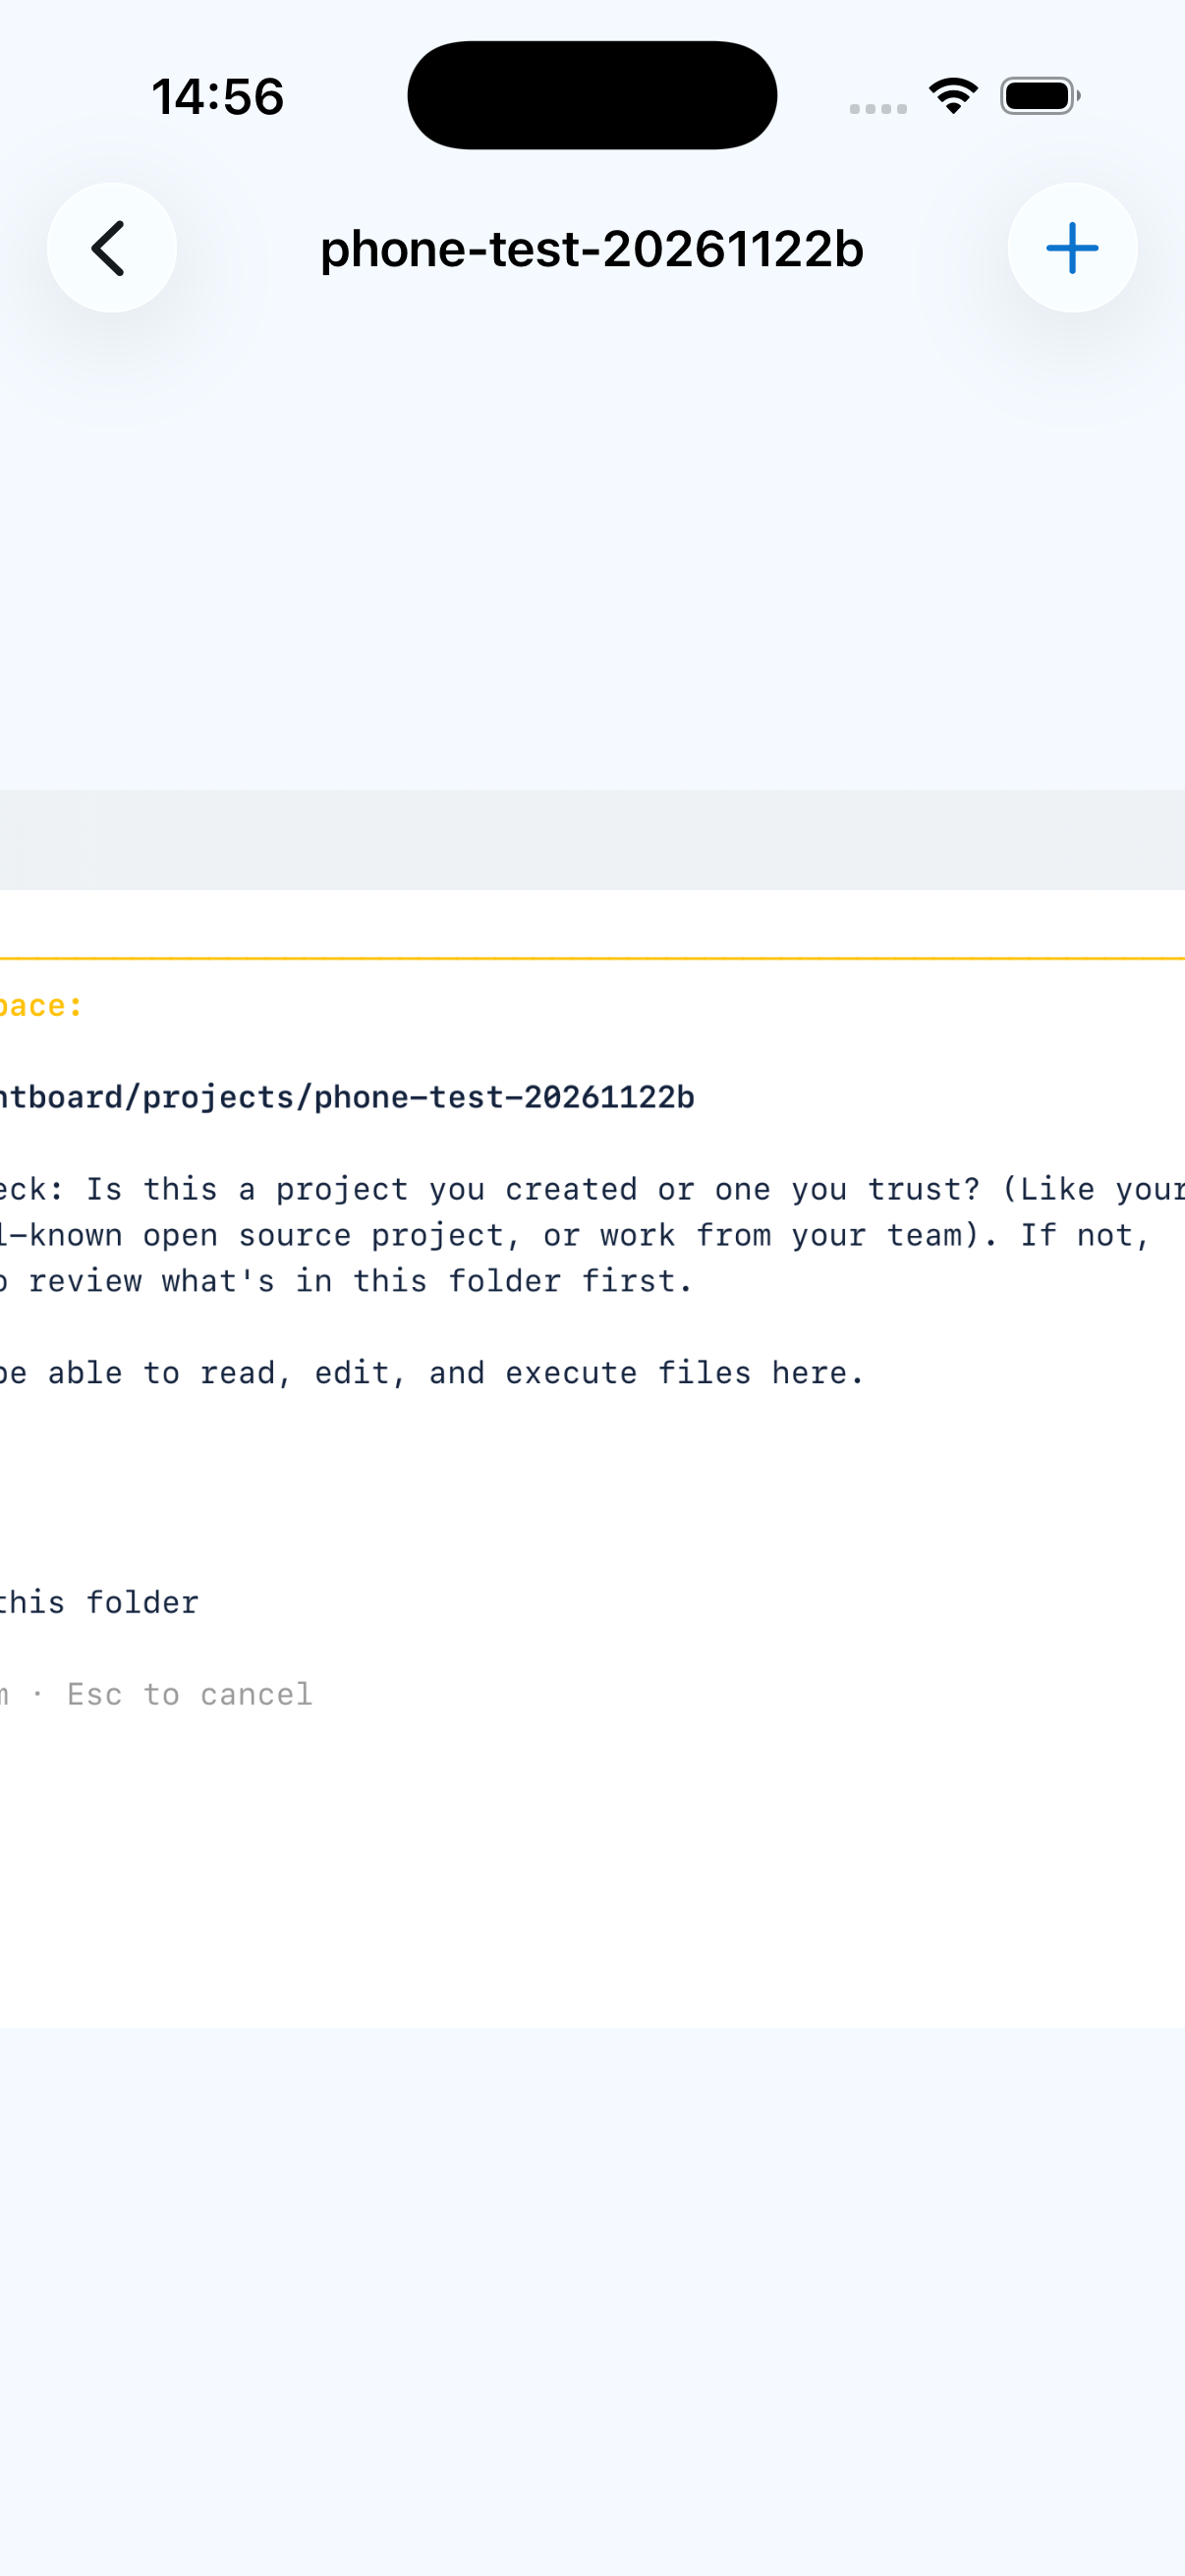 14:56
phone-test-20261122b
pace:
ntboard/projects/phone-test-20261122b
eck: Is this a project you created or one you trust? (Like your
l-known open source project, or work from your team). If not,
review what's in this folder first.
be able to read, edit, and execute files here.
this folder
· Esc to cancel